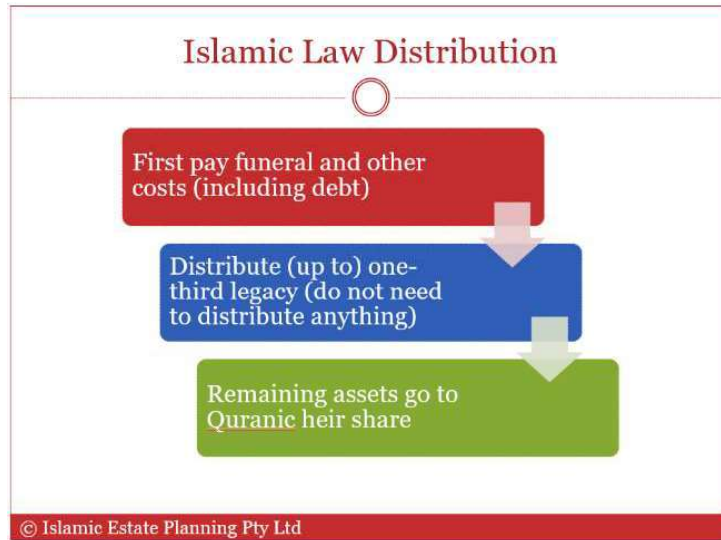 Islamic Law Distribution
First pay funeral and other
costs (including debt)
Distribute (up to) one-
third legacy (do not need
to distribute anything)
Remaining assets go to
Quranic heir share
© Islamic Estate Planning Pty Ltd